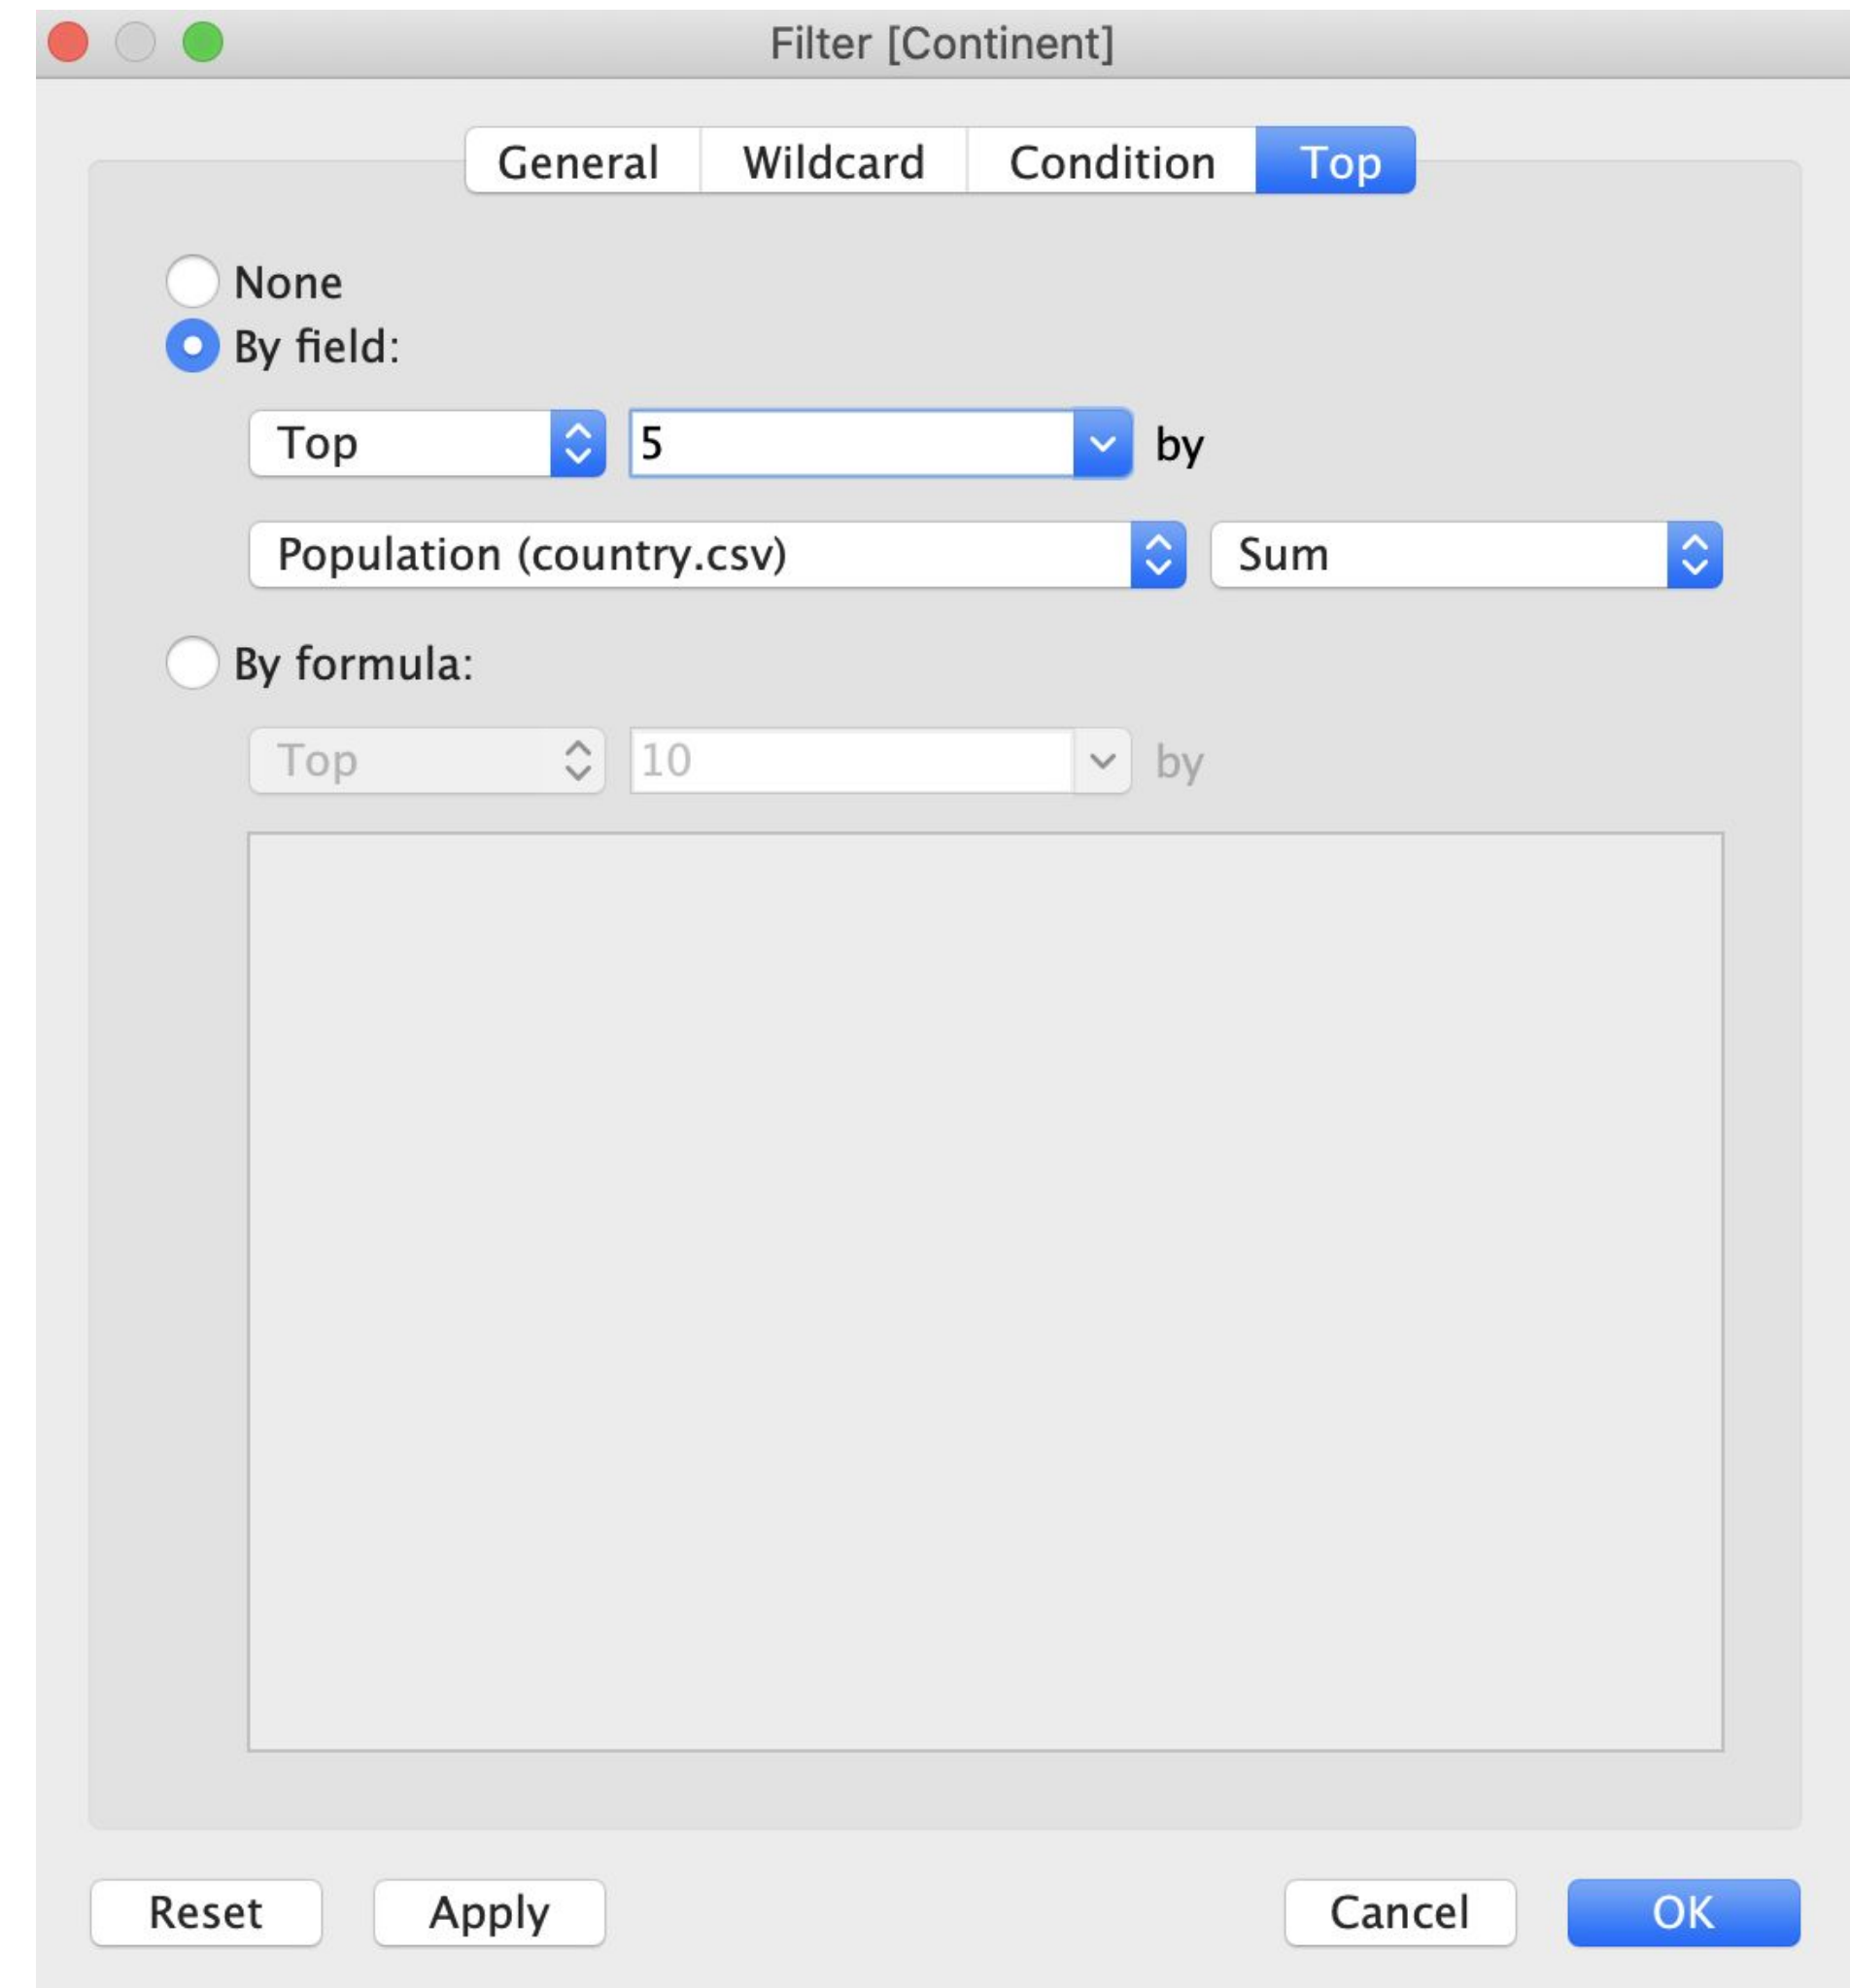 Filter [Continent]
General Wildcard Condition Top
None
By field:
Top 5 by
Population (country.csv) Sum
By formula:
Top 10 by
Reset Apply Cancel OK